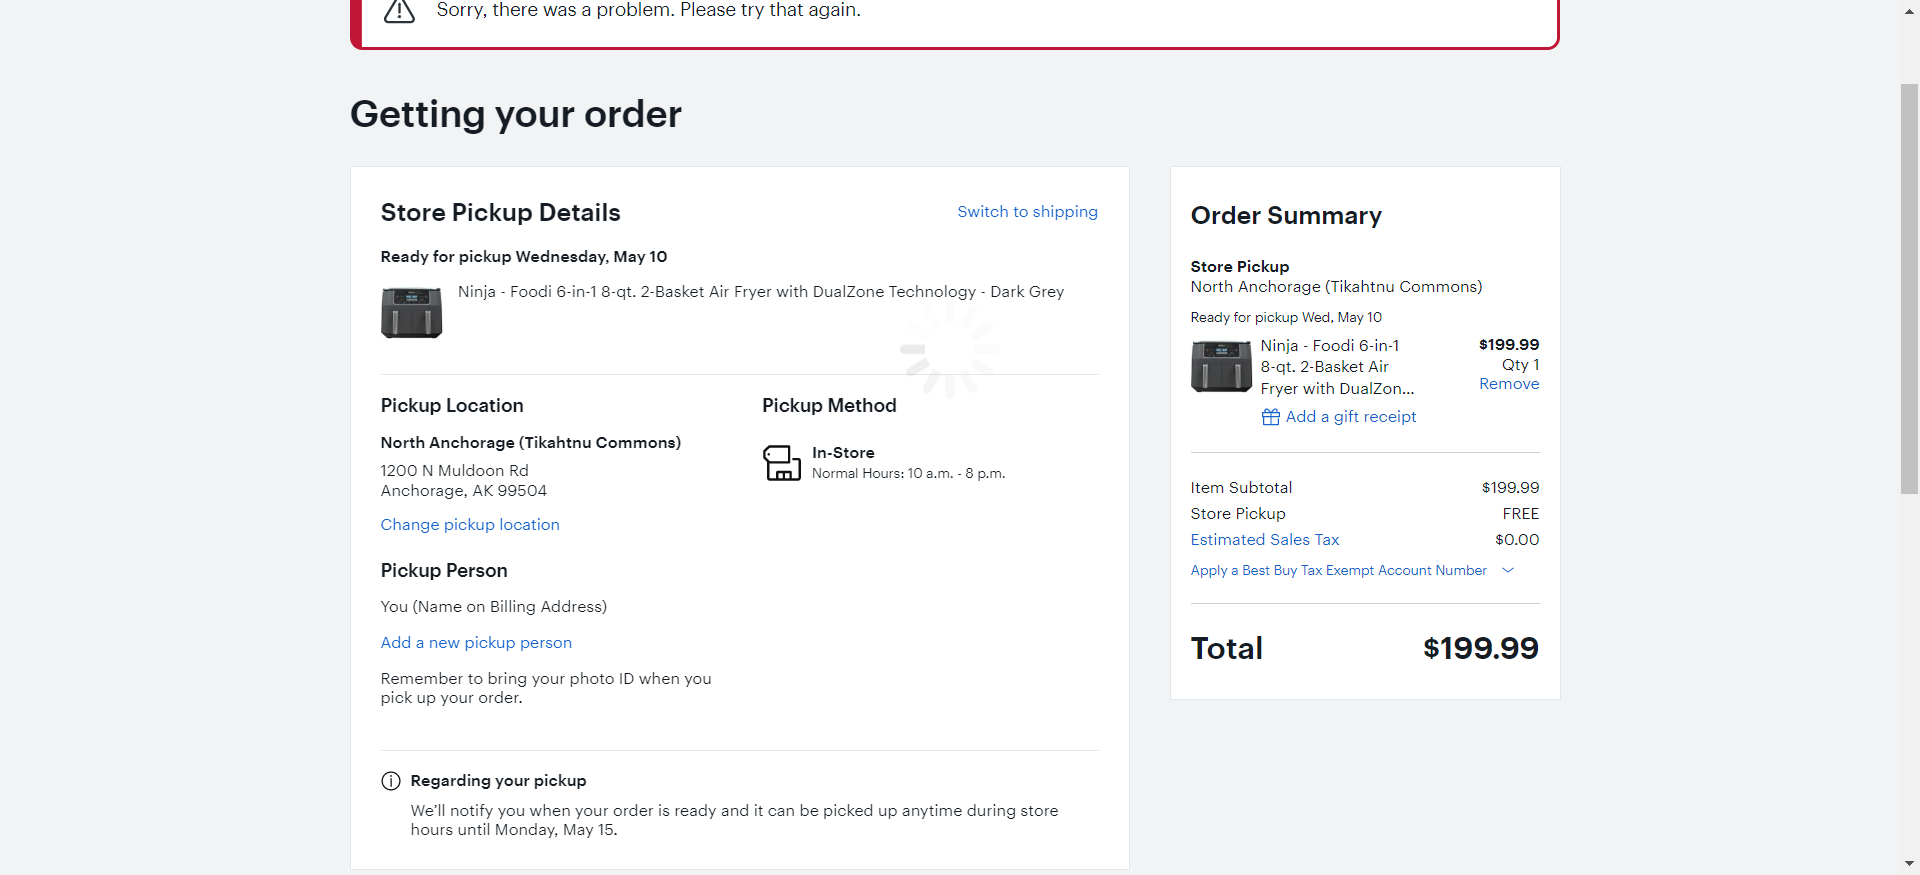 Sorry, there was a problem. Please try that again.
Getting your order
Store Pickup Details
Switch to shipping
Ready for pickup Wednesday, May 10
Ninja - Foodi 6-in-1 8-qt. 2-Basket Air Fryer with DualZone Technology - Dark Grey
Pickup Location
North Anchorage (Tikahtnu Commons)
1200 N Muldoon Rd
Anchorage, AK 99504
Change pickup location
Pickup Method
In-Store
Normal Hours: 10 a.m. - 8 p.m.
Pickup Person
You (Name on Billing Address)
Add a new pickup person
Remember to bring your photo ID when you
pick up your order.
Regarding your pickup
We'll notify you when your order is ready and it can be picked up anytime during store
hours until Monday, May 15.
Order Summary
Store Pickup
North Anchorage (Tikahtnu Commons)
Ready for pickup Wed, May 10
Ninja - Foodi 6-in-1
8-qt. 2-Basket Air
Fryer with DualZon...
$199.99
Qty 1
Remove
Add a gift receipt
Item Subtotal $199.99
Store Pickup FREE
Estimated Sales Tax $0.00
Apply a Best Buy Tax Exempt Account Number
Total $199.99